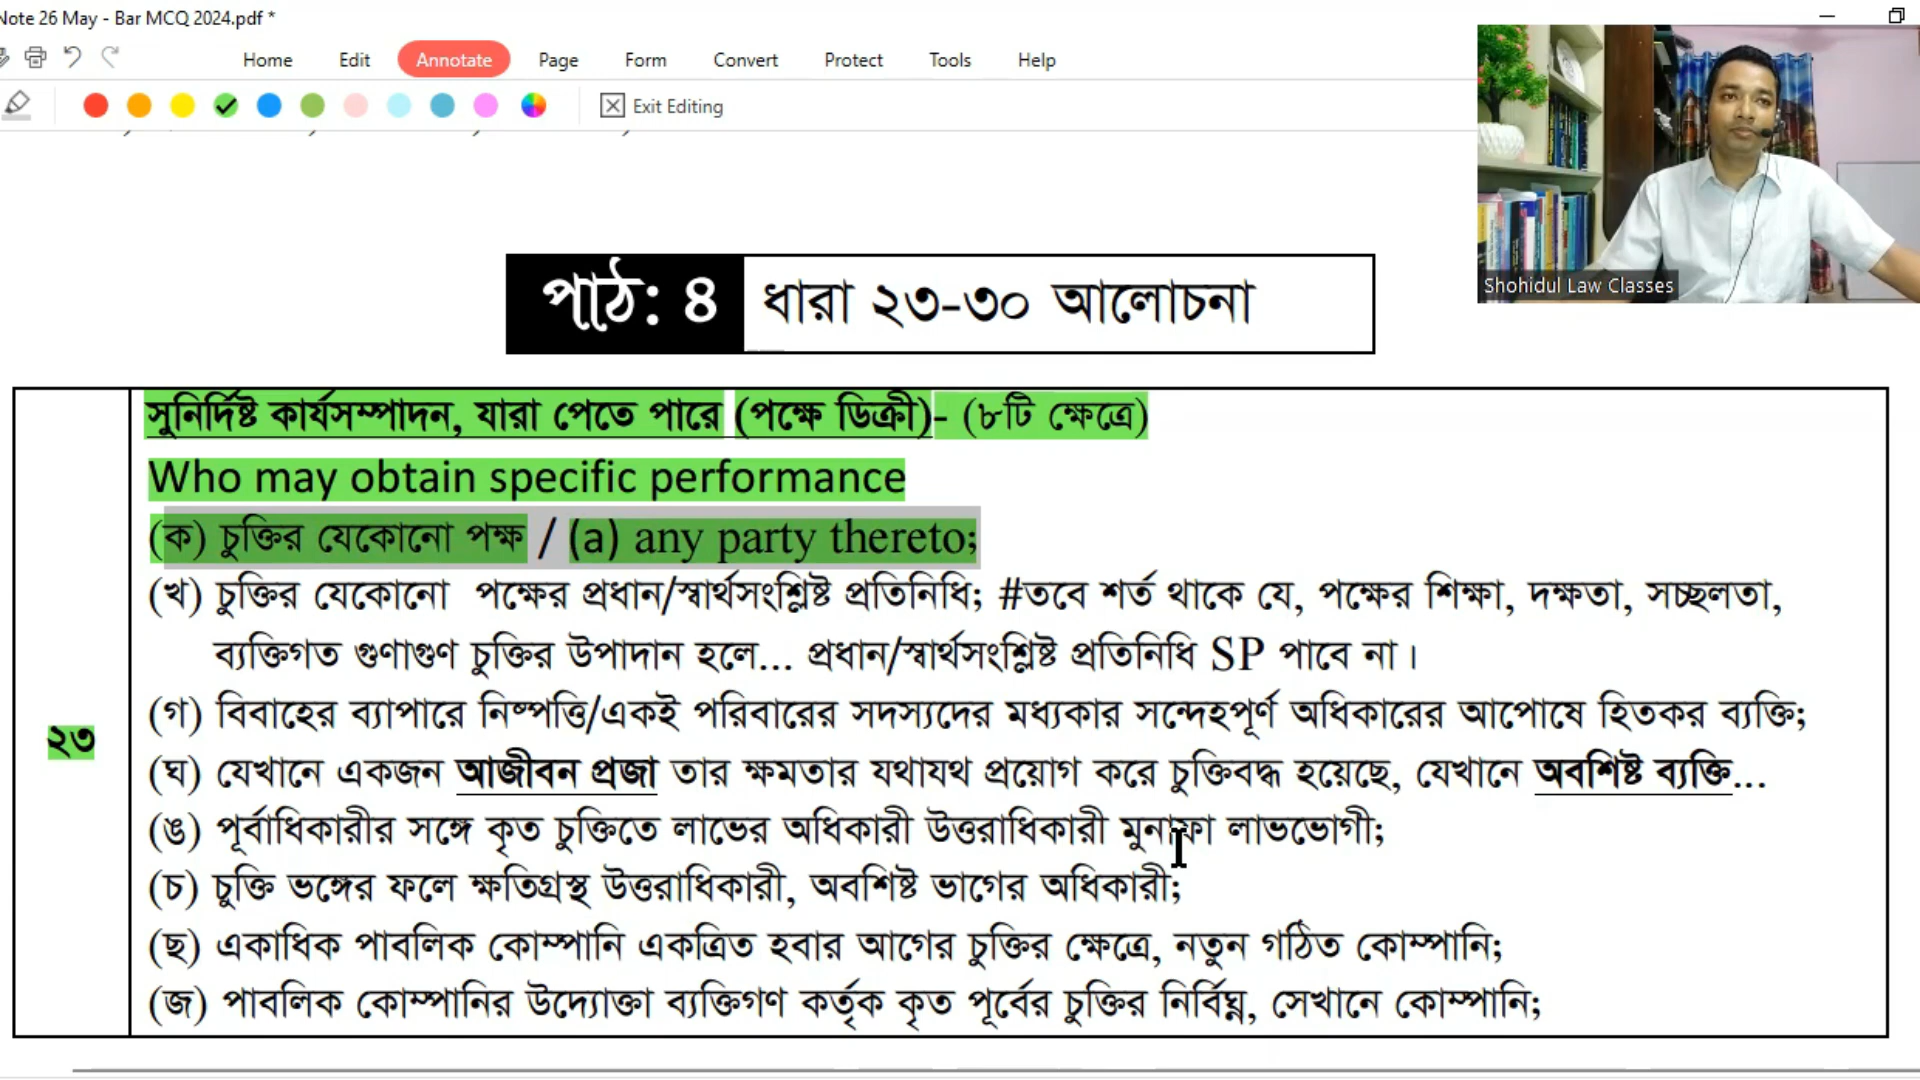 Note 26 May - Bar MCQ 2024.pdf *
Home Edit Annotate Page Form Convert Protect Tools Help
Exit Editing
Shohidul Law Classes
পাঠ: ৪ ধারা ২৩-৩০ আলোচনা
সুনির্দিষ্ট কার্যসম্পাদন, যারা পেতে পারে (পক্ষে ডিক্রী)- (৮টি ক্ষেত্রে)
Who may obtain specific performance
(ক) চুক্তির যেকোনো পক্ষ / (a) any party thereto;
(খ) চুক্তির যেকোনো পক্ষের প্রধান/স্বার্থসংশ্লিষ্ট প্রতিনিধি; #তবে শর্ত থাকে যে, পক্ষের শিক্ষা, দক্ষতা, সচ্ছলতা,
ব্যক্তিগত গুণাগুণ চুক্তির উপাদান হলে... প্রধান/স্বার্থসংশ্লিষ্ট প্রতিনিধি SP পাবে না।
(গ) বিবাহের ব্যাপারে নিষ্পত্তি/একই পরিবারের সদস্যদের মধ্যকার সন্দেহপূর্ণ অধিকারের আপোষে হিতকর ব্যক্তি;
২৩
(ঘ) যেখানে একজন আজীবন প্রজা তার ক্ষমতার যথাযথ প্রয়োগ করে চুক্তিবদ্ধ হয়েছে, যেখানে অবশিষ্ট ব্যক্তি...
(ঙ) পূর্বাধিকারীর সঙ্গে কৃত চুক্তিতে লাভের অধিকারী উত্তরাধিকারী মুনাফা লাভভোগী;
(চ) চুক্তি ভঙ্গের ফলে ক্ষতিগ্রস্থ উত্তরাধিকারী, অবশিষ্ট ভাগের অধিকারী;
(ছ) একাধিক পাবলিক কোম্পানি একত্রিত হবার আগের চুক্তির ক্ষেত্রে, নতুন গঠিত কোম্পানি;
(জ) পাবলিক কোম্পানির উদ্যোক্তা ব্যক্তিগণ কর্তৃক কৃত পূর্বের চুক্তির নির্বিঘ্ন, সেখানে কোম্পানি;